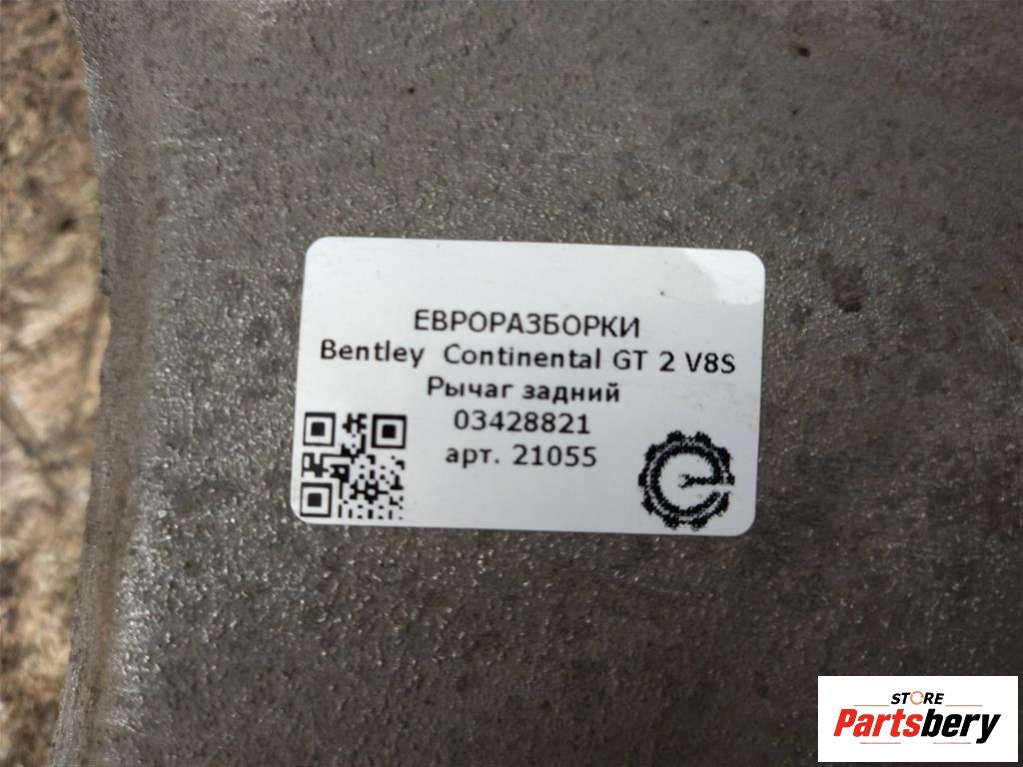 ЕВРОРАЗБОРКИ
Bentley Continental GT 2 V8S
Рычаг задний
03428821
арт. 21055
STORE
Partsbery